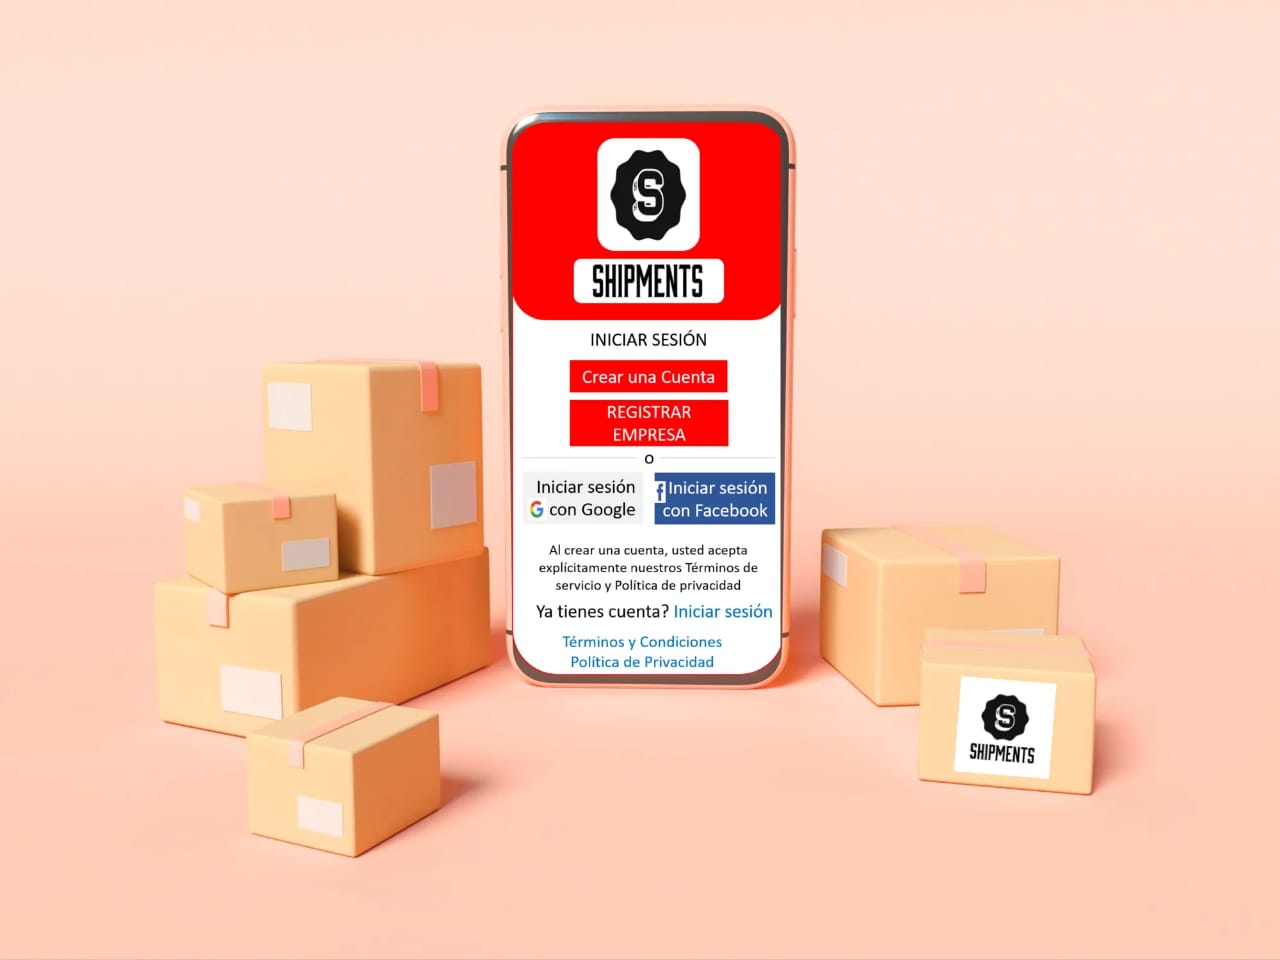 S
SHIPMENTS
INICIAR SESIÓN
Crear una Cuenta
REGISTRAR
EMPRESA
O
Iniciar sesión
con Google
f Iniciar sesión
con Facebook
Al crear una cuenta, usted acepta
explícitamente nuestros Términos de
servicio y Política de privacidad
Ya tienes cuenta? Iniciar sesión
Términos y Condiciones
Política de Privacidad
S
SHIPMENTS